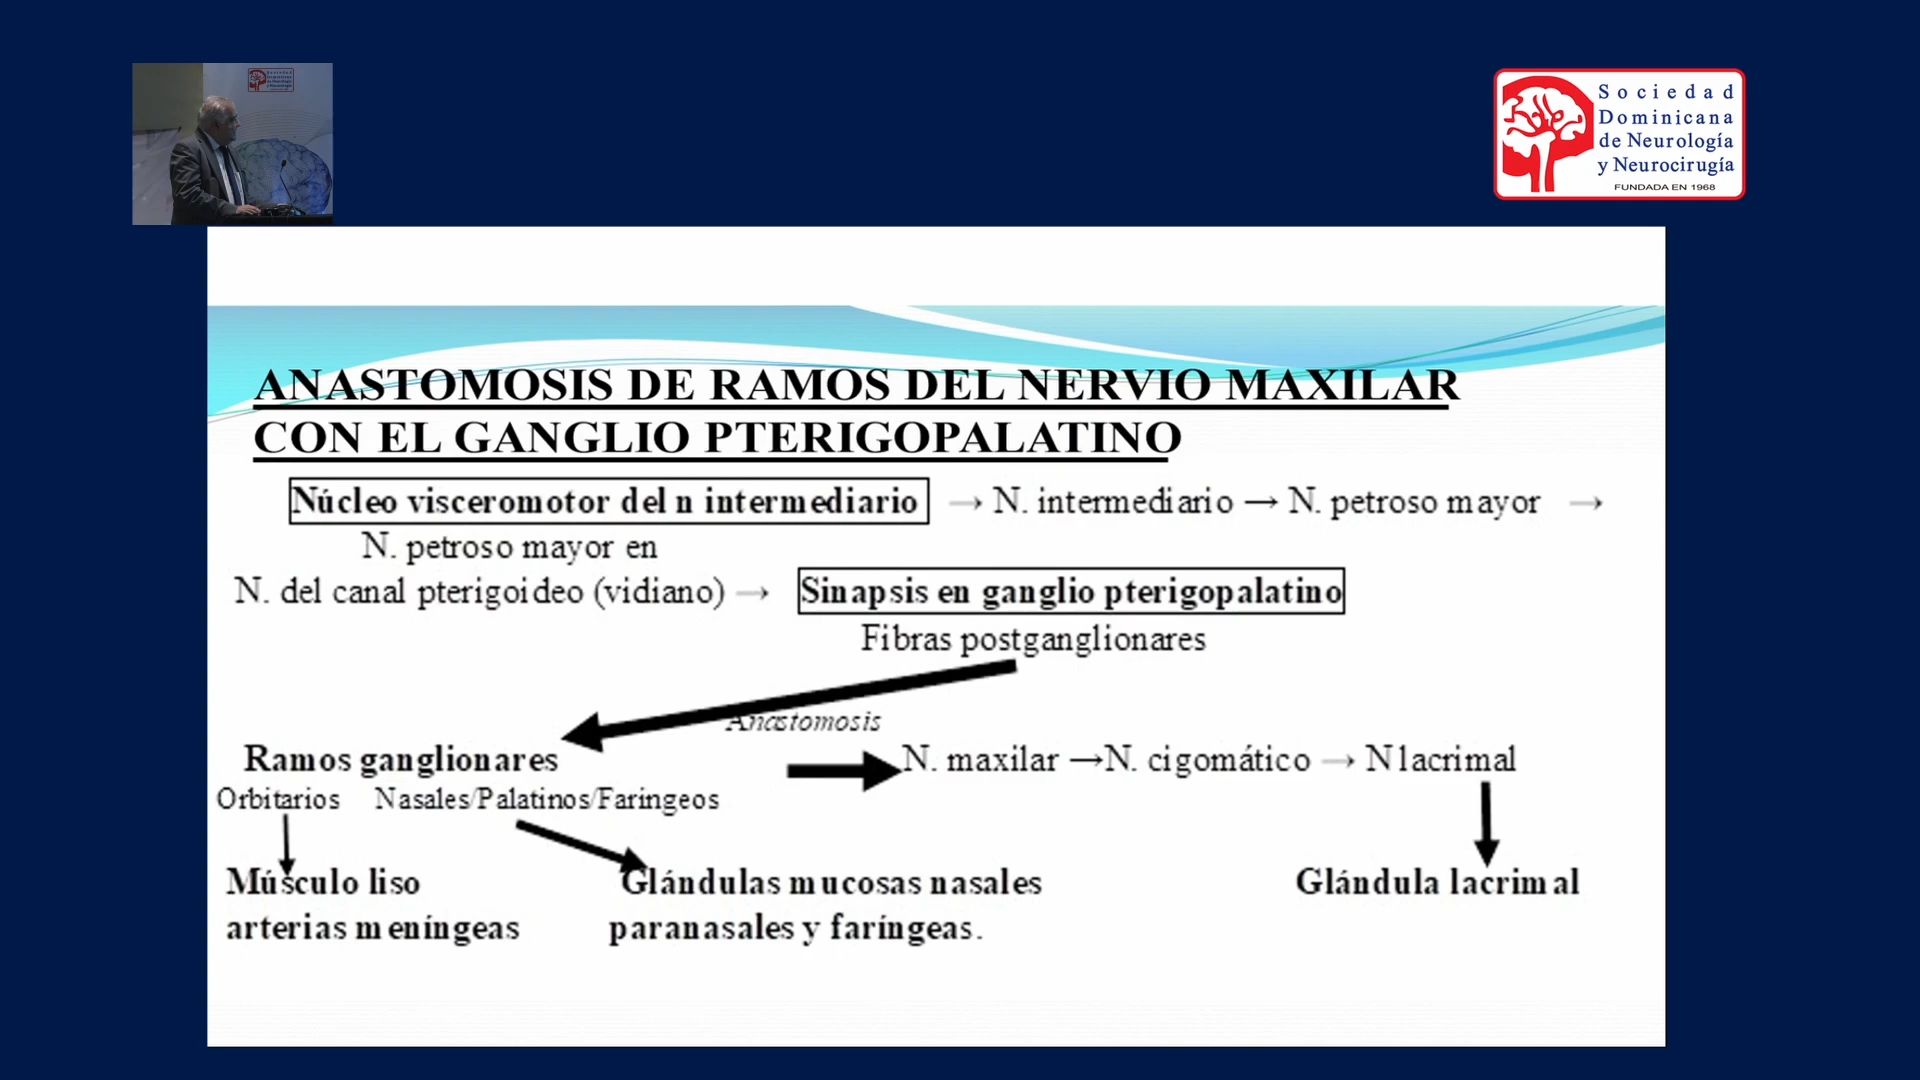 Sociedad
Dominicana
de Neurología
y Neurocirugía
FUNDADA EN 1968
ANASTOMOSIS DE RAMOS DEL NERVIO MAXILAR
CON EL GANGLIO PTERIGOPALATINO
Núcleo visceromotor del n intermediario → N. intermediario → N. petroso mayor →
N. petroso mayor en
N. del canal pterigoideo (vidiano) → Sinapsis en ganglio pterigopalatino
Fibras postganglionares
Anastomosis
Ramos ganglionares N. maxilar →N. cigomático → N lacrimal
Orbitarios Nasales/Palatinos/Faringeos
Músculo liso Glándulas mucosas nasales Glándula lacrimal
arterias meníngeas paranasales y faríngeas.